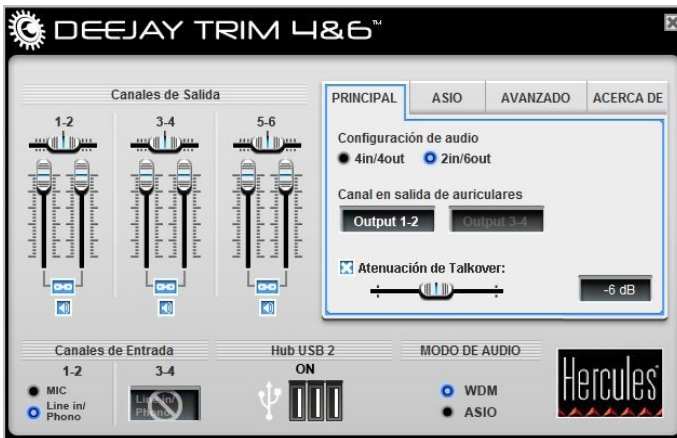 DEEJAY TRIM 4&6™
Canales de Salida
1-2
3-4
5-6
PRINCIPAL
ASIO
AVANZADO
ACERCA DE
Configuración de audio
4in/4out
2in/6out
Canal en salida de auriculares
Output 1-2
Output 3-4
Atenuación de Talkover:
-6 dB
Canales de Entrada
1-2
3-4
MIC
Line in/
Phono
Line in/
Phono
Hub USB 2
ON
MODO DE AUDIO
WDM
ASIO
Hercules